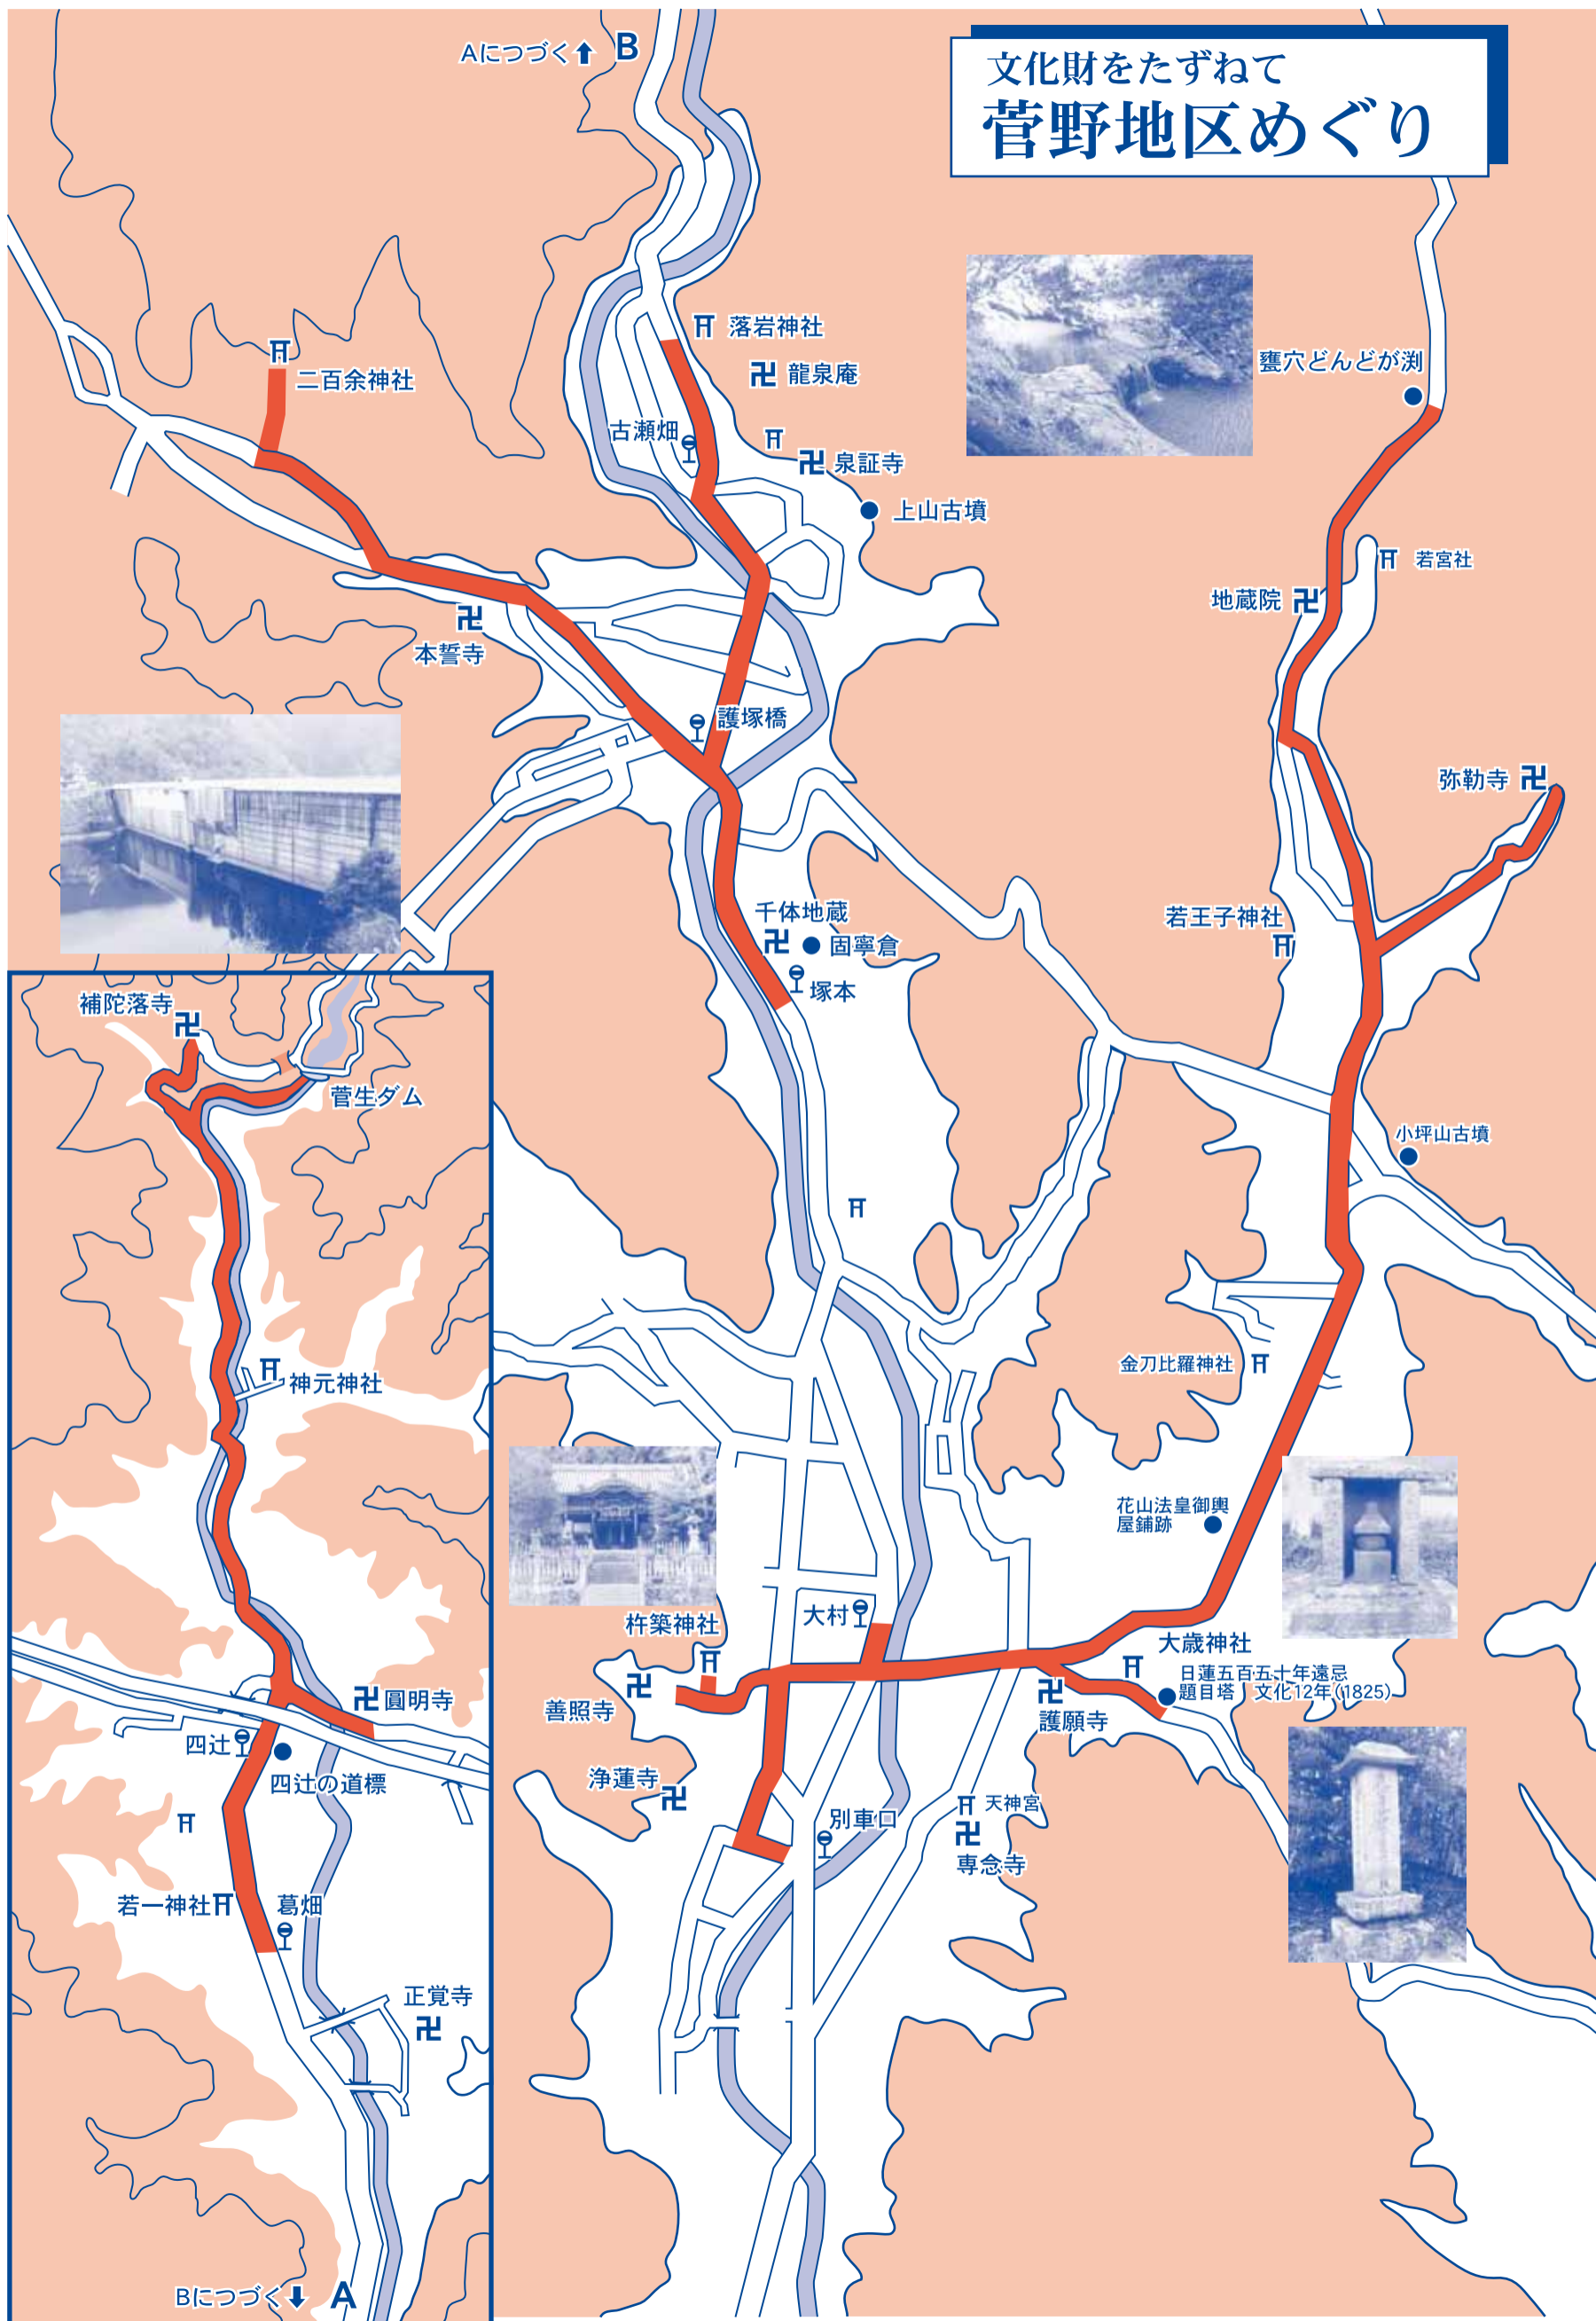 文化財をたずねて
菅野地区めぐり
Aにつづく⬆ B
落岩神社
龍泉庵
二百余神社
古瀬畑
泉証寺
上山古墳
甕穴どんどが渕
若宮社
地蔵院
本誓寺
護塚橋
弥勒寺
千体地蔵
固寧倉
塚本
若王子神社
補陀落寺
菅生ダム
小坪山古墳
神元神社
金刀比羅神社
花山法皇御輿
屋鋪跡
杵築神社
大村
大歳神社
日蓮五百五十年遠忌
題目塔 文化12年(1825)
善照寺
護願寺
圓明寺
四辻
四辻の道標
浄蓮寺
別車口
天神宮
専念寺
若一神社
葛畑
正覚寺
Bにつづく⬇ A